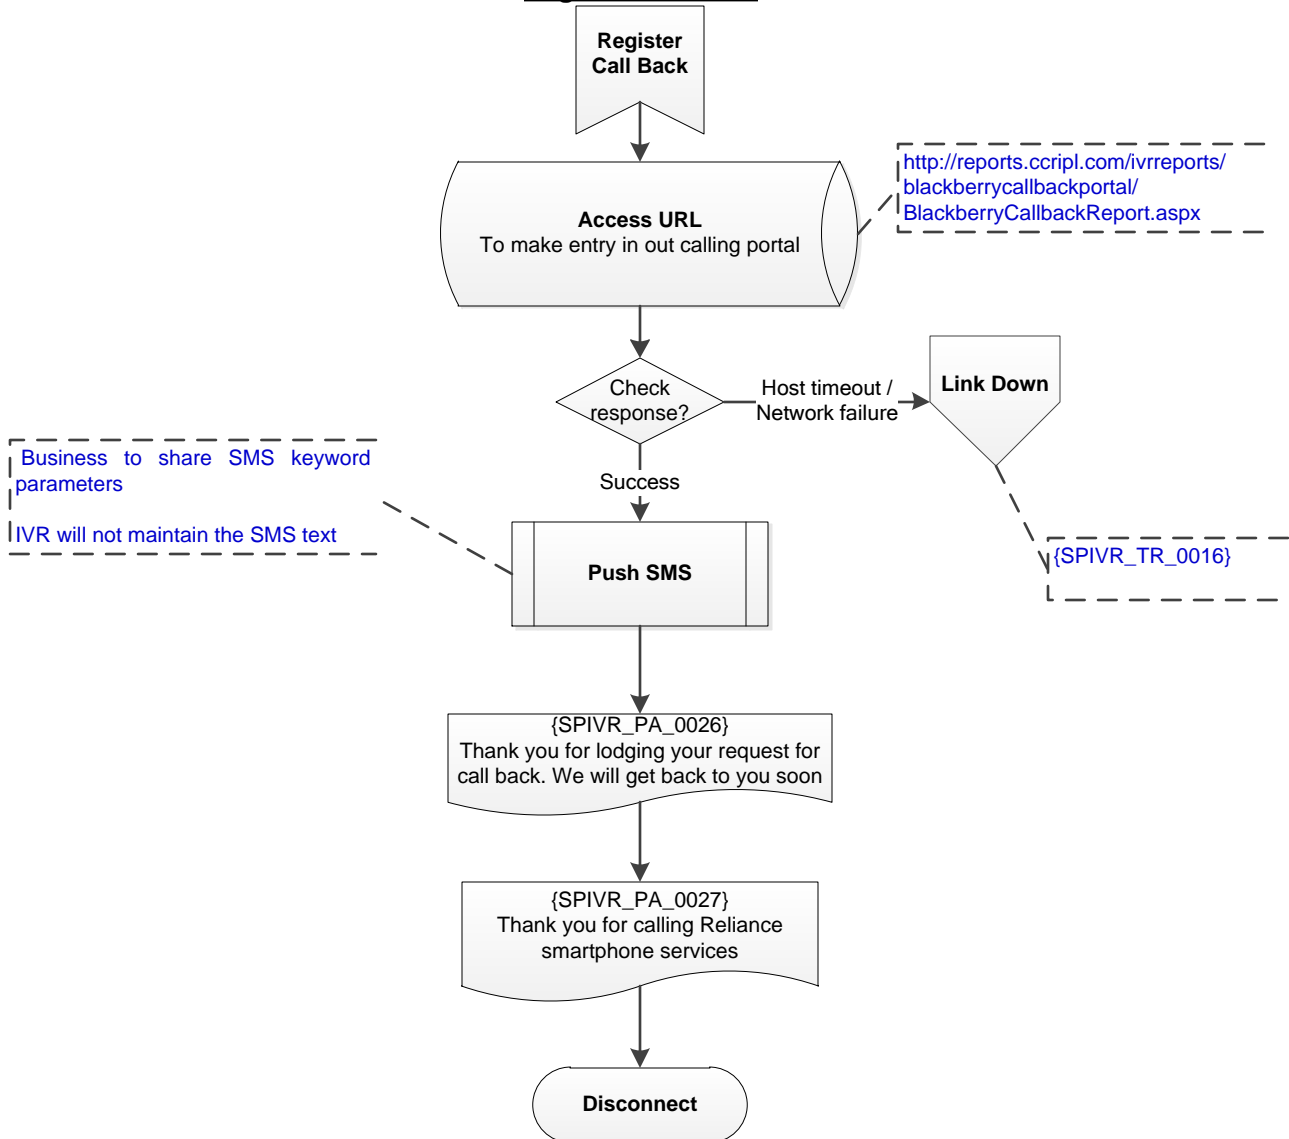 Register
Call Back
http://reports.ccripl.com/ivrreports/
blackberrycallbackportal/
BlackberryCallbackReport.aspx
Access URL
To make entry in out calling portal
Check
response?
Host timeout /
Network failure
Link Down
Business to share SMS keyword
parameters
IVR will not maintain the SMS text
Success
{SPIVR_TR_0016}
Push SMS
{SPIVR_PA_0026}
Thank you for lodging your request for
call back. We will get back to you soon
{SPIVR_PA_0027}
Thank you for calling Reliance
smartphone services
Disconnect